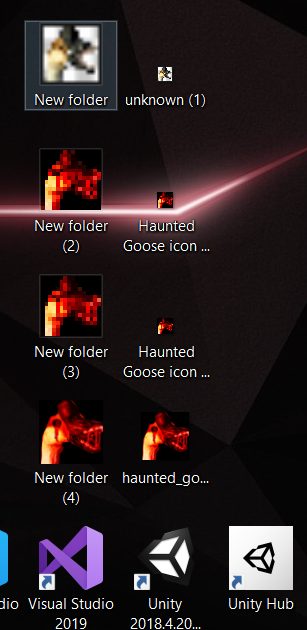 New folder
unknown (1)
New folder
(2)
Haunted
Goose icon ...
New folder
(3)
Haunted
Goose icon ...
New folder
(4)
haunted_go...
dio
Visual Studio
2019
Unity
2018.4.20...
Unity Hub